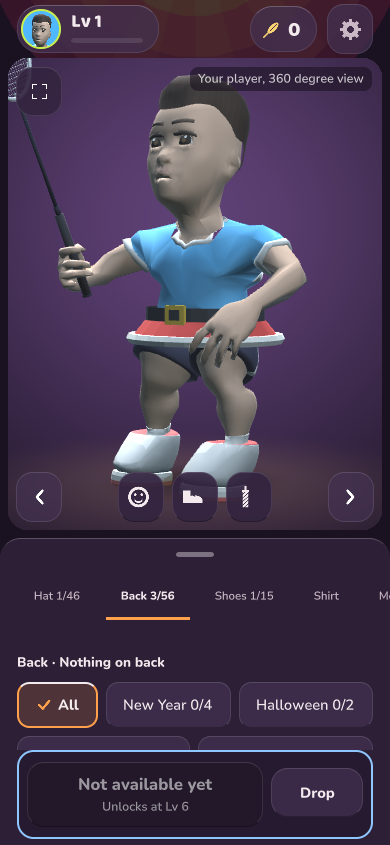 Lv 1
0
Your player, 360 degree view
Hat 1/46
Back 3/56
Shoes 1/15
Shirt
Back · Nothing on back
All
New Year 0/4
Halloween 0/2
Not available yet
Unlocks at Lv 6
Drop